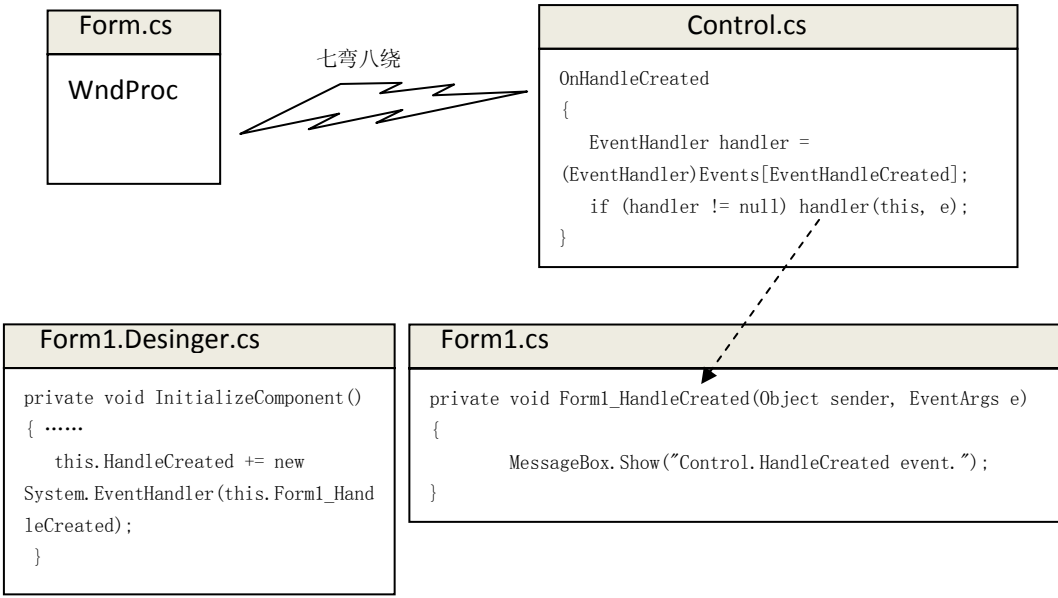 Form.cs
WndProc
七弯八绕
Control.cs
OnHandleCreated
{
EventHandler handler =
(EventHandler)Events[EventHandleCreated];
if (handler != null) handler(this, e);
}
Form1.Desinger.cs
private void InitializeComponent()
{ ……
this.HandleCreated += new
System.EventHandler(this.Form1_Hand
leCreated);
}
Form1.cs
private void Form1_HandleCreated(Object sender, EventArgs e)
{
MessageBox.Show("Control.HandleCreated event.");
}